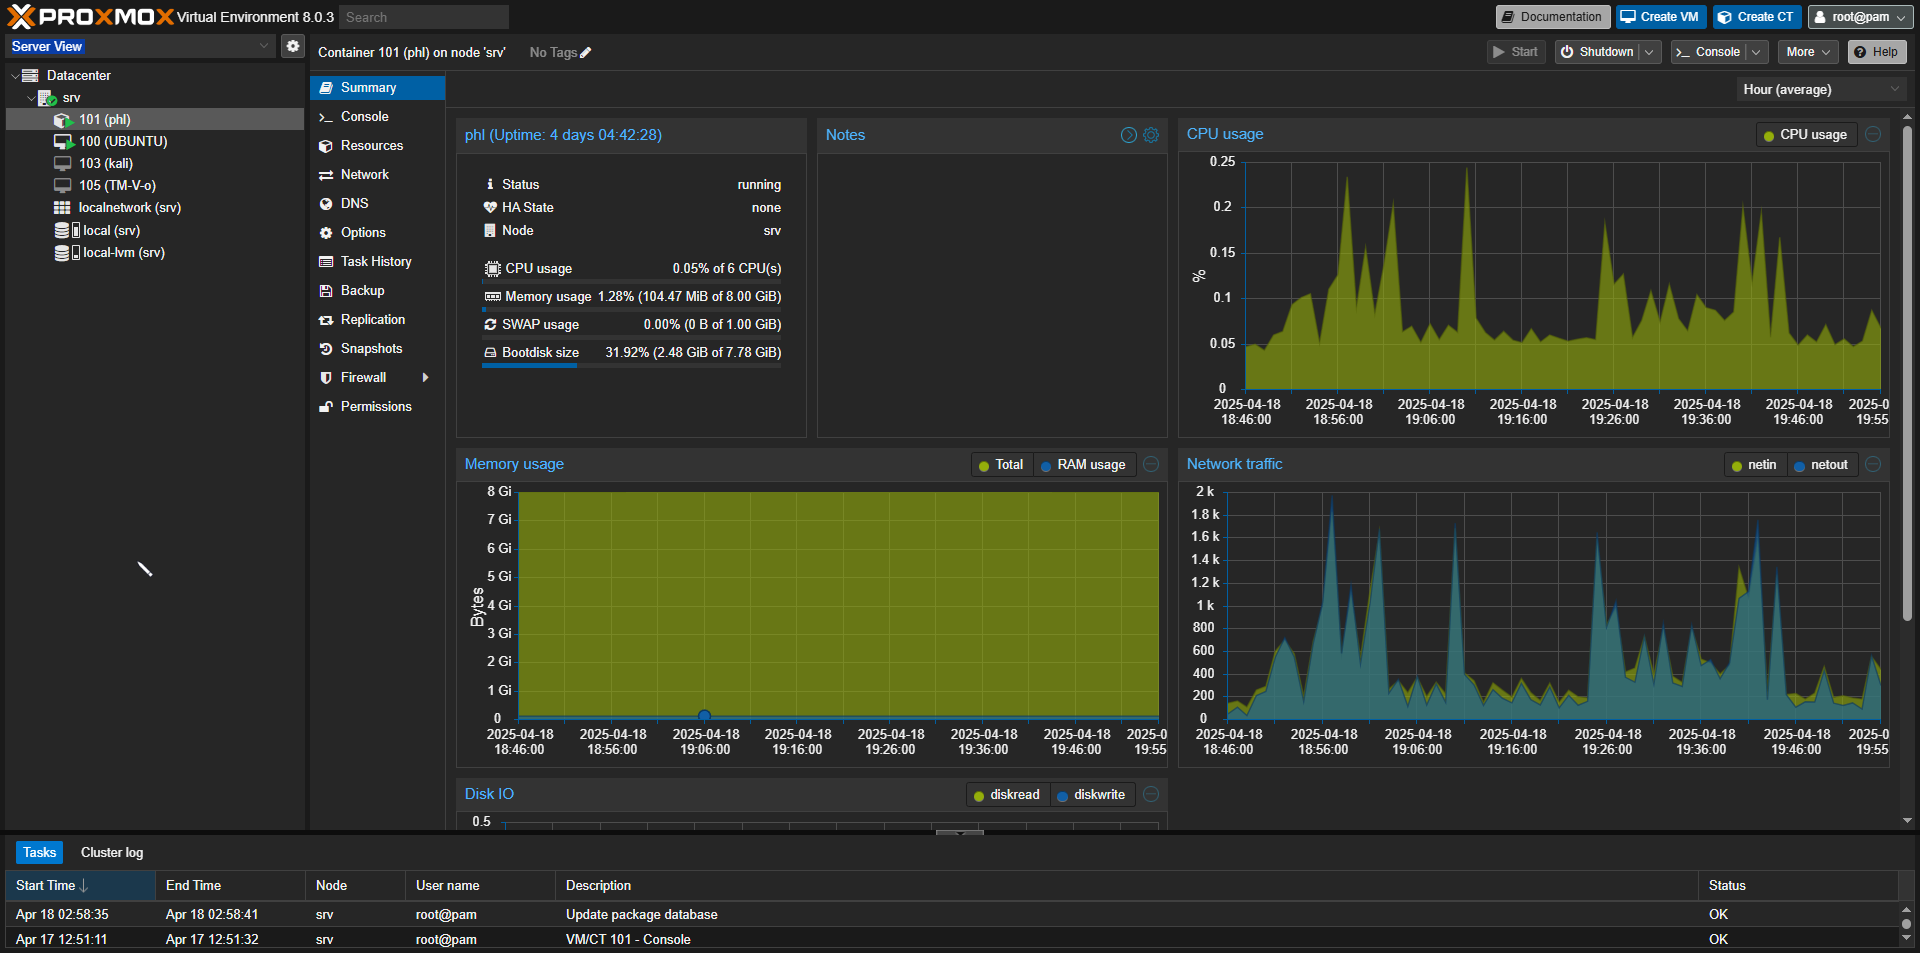 PROXMOX Virtual Environment 8.0.3 Search Documentation Create VM Create CT root@pam
Server View
Container 101 (phl) on node 'srv' No Tags Start Shutdown Console More Help
Datacenter
srv
101 (phl)
100 (UBUNTU)
103 (kali)
105 (TM-V-o)
localnetwork (srv)
local (srv)
local-lvm (srv)
Summary
Console
Resources
Network
DNS
Options
Task History
Backup
Replication
Snapshots
Firewall
Permissions
Hour (average)
phl (Uptime: 4 days 04:42:28)
Status running
HA State none
Node srv
CPU usage 0.05% of 6 CPU(s)
Memory usage 1.28% (104.47 MiB of 8.00 GiB)
SWAP usage 0.00% (0 B of 1.00 GiB)
Bootdisk size 31.92% (2.48 GiB of 7.78 GiB)
Notes
CPU usage CPU usage
0.25
0.2
0.15
%
0.1
0.05
0
2025-04-18 2025-04-18 2025-04-18 2025-04-18 2025-04-18 2025-04-18 2025-04-18 2025-0
18:46:00 18:56:00 19:06:00 19:16:00 19:26:00 19:36:00 19:46:00 19:55
Memory usage Total RAM usage
8 Gi
7 Gi
6 Gi
5 Gi
Bytes
4 Gi
3 Gi
2 Gi
1 Gi
0
2025-04-18 2025-04-18 2025-04-18 2025-04-18 2025-04-18 2025-04-18 2025-04-18 2025-0
18:46:00 18:56:00 19:06:00 19:16:00 19:26:00 19:36:00 19:46:00 19:55
Network traffic netin netout
2 k
1.8 k
1.6 k
1.4 k
1.2 k
1 k
800
600
400
200
0
2025-04-18 2025-04-18 2025-04-18 2025-04-18 2025-04-18 2025-04-18 2025-04-18 2025-0
18:46:00 18:56:00 19:06:00 19:16:00 19:26:00 19:36:00 19:46:00 19:55
Disk IO diskread diskwrite
0.5
Tasks Cluster log
Start Time End Time Node User name Description Status
Apr 18 02:58:35 Apr 18 02:58:41 srv root@pam Update package database OK
Apr 17 12:51:11 Apr 17 12:51:32 srv root@pam VM/CT 101 - Console OK